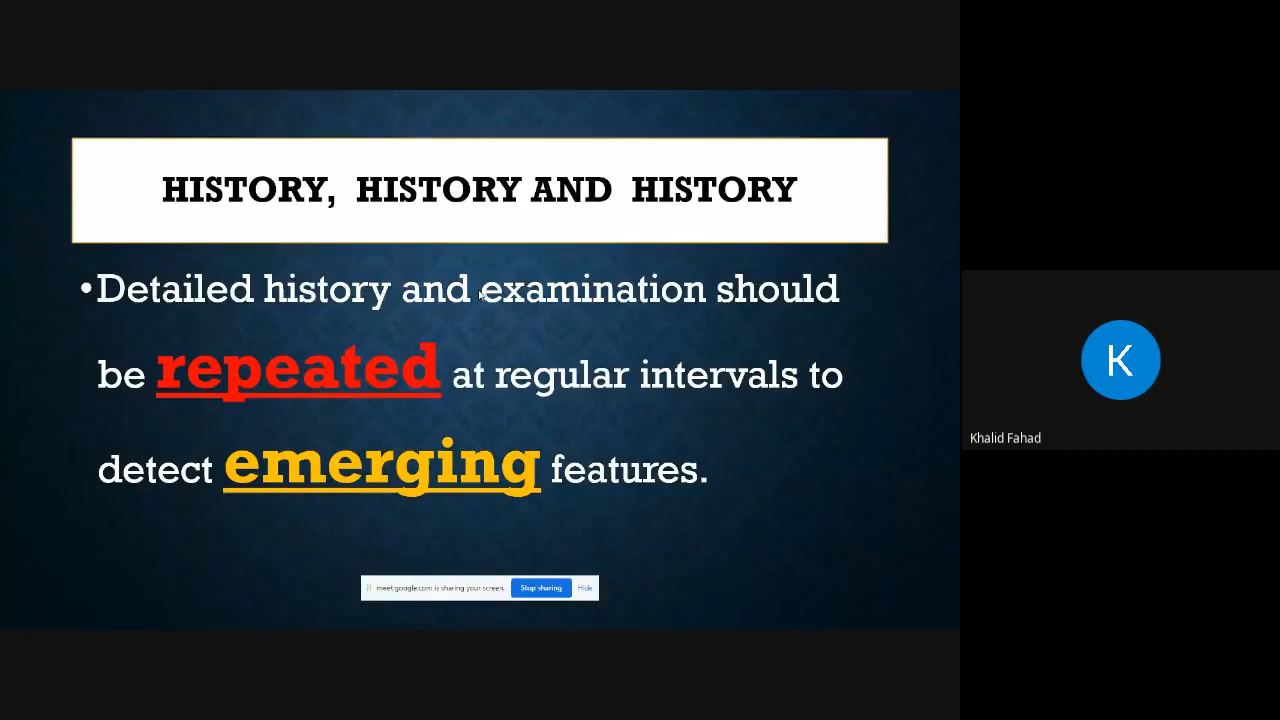 HISTORY, HISTORY AND HISTORY
•Detailed history and examination should
be repeated at regular intervals to
detect emerging features.
meet.google.com is sharing your screen. Stop sharing Hide
K
Khalid Fahad